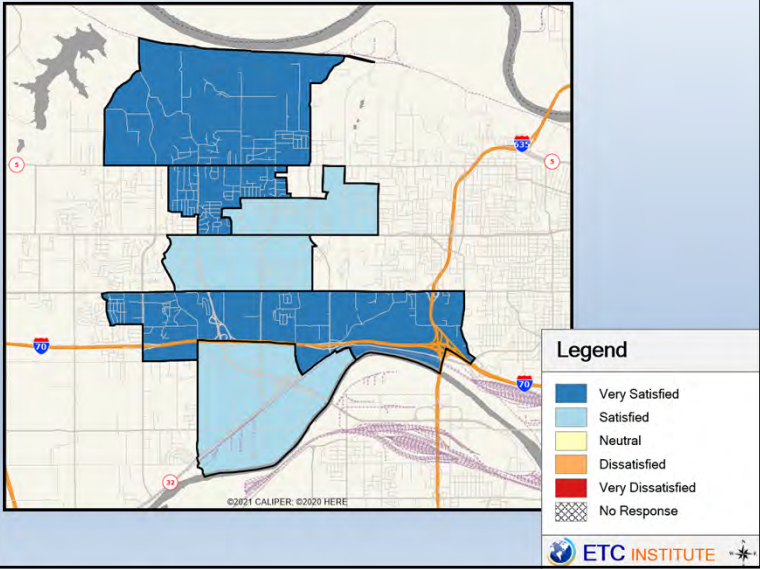 635
5
5
70
70
32
©2021 CALIPER; ©2020 HERE
Legend
Very Satisfied
Satisfied
Neutral
Dissatisfied
Very Dissatisfied
No Response
ETC INSTITUTE
N
W
E
S